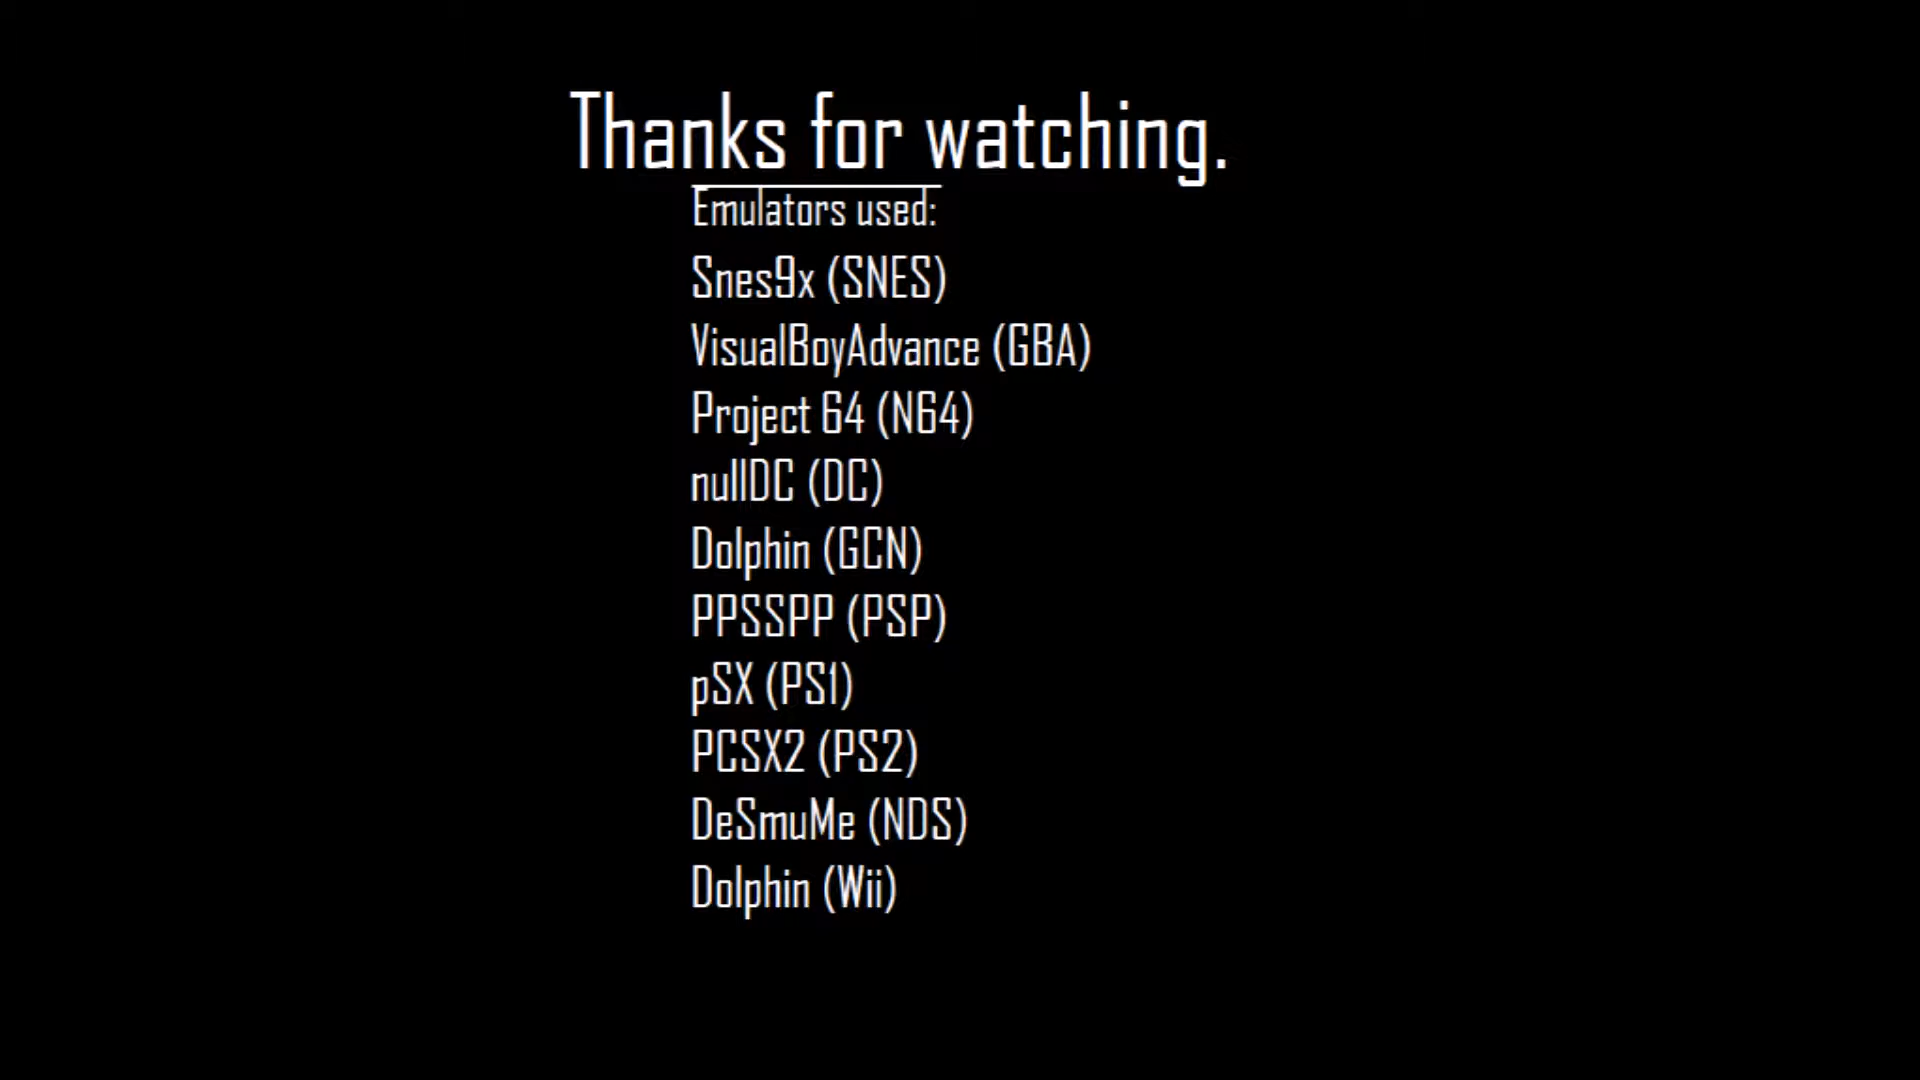 Thanks for watching.
Emulators used:
Snes9x (SNES)
VisualBoyAdvance (GBA)
Project 64 (N64)
nullDC (DC)
Dolphin (GCN)
PPSSPP (PSP)
pSX (PS1)
PCSX2 (PS2)
DeSmuMe (NDS)
Dolphin (Wii)